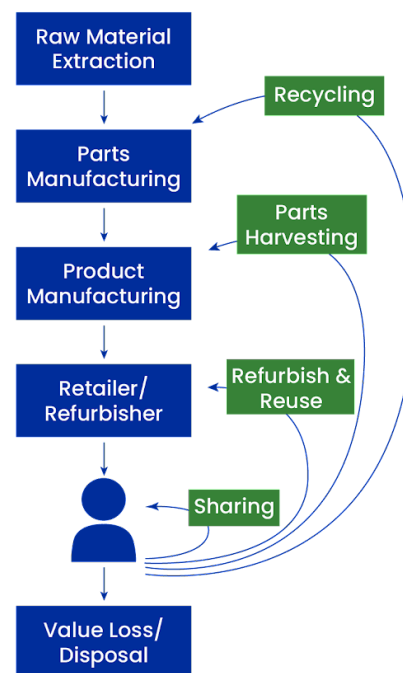 Raw Material
Extraction
Recycling
Parts
Manufacturing
Parts
Harvesting
Product
Manufacturing
Refurbish &
Reuse
Retailer/
Refurbisher
Sharing
Value Loss/
Disposal